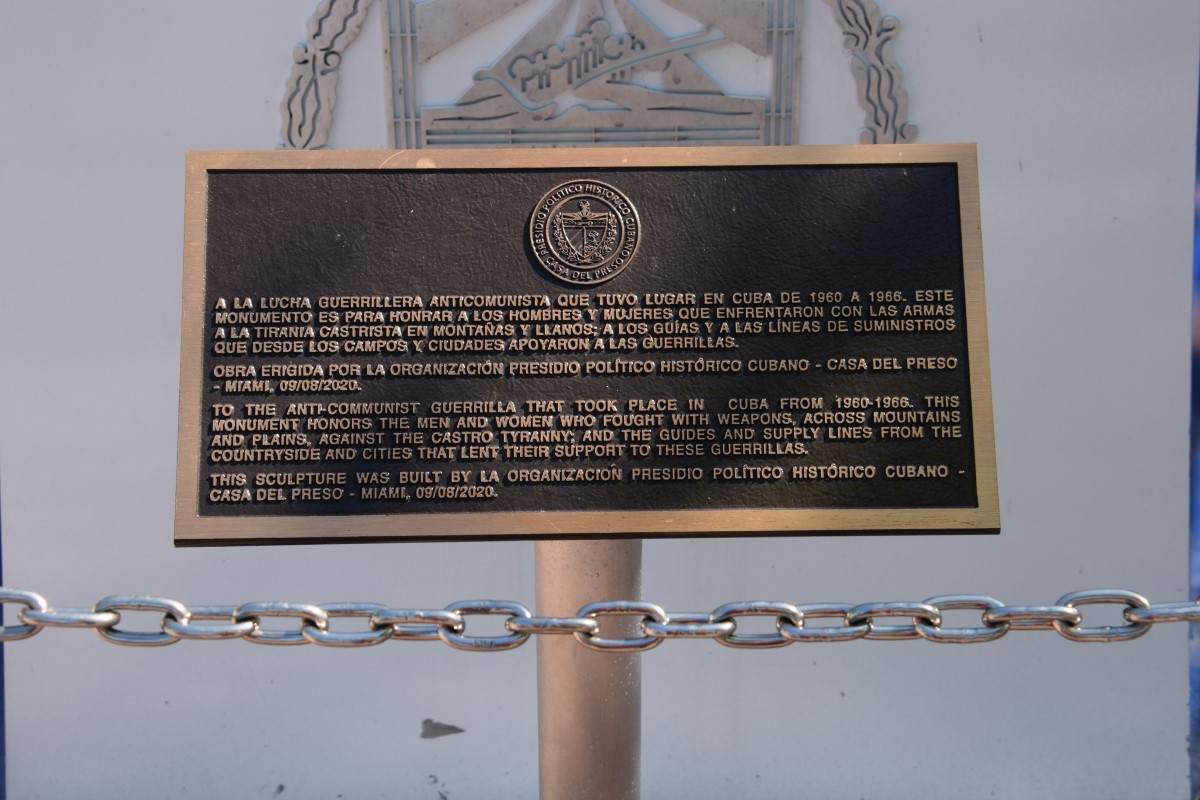 PRESIDIO POLÍTICO HISTÓRICO CUBANO
CASA DEL PRESO
A LA LUCHA GUERRILLERA ANTICOMUNISTA QUE TUVO LUGAR EN CUBA DE 1960 A 1966. ESTE
MONUMENTO ES PARA HONRAR A LOS HOMBRES Y MUJERES QUE ENFRENTARON CON LAS ARMAS
A LA TIRANIA CASTRISTA EN MONTAÑAS Y LLANOS; A LOS GUÍAS Y A LAS LÍNEAS DE SUMINISTROS
QUE DESDE LOS CAMPOS Y CIUDADES APOYARON A LAS GUERRILLAS.
OBRA ERIGIDA POR LA ORGANIZACIÓN PRESIDIO POLÍTICO HISTÓRICO CUBANO - CASA DEL PRESO
- MIAMI, 09/08/2020.
TO THE ANTI-COMMUNIST GUERRILLA THAT TOOK PLACE IN CUBA FROM 1960-1966. THIS
MONUMENT HONORS THE MEN AND WOMEN WHO FOUGHT WITH WEAPONS, ACROSS MOUNTAINS
AND PLAINS, AGAINST THE CASTRO TYRANNY; AND THE GUIDES AND SUPPLY LINES FROM THE
COUNTRYSIDE AND CITIES THAT LENT THEIR SUPPORT TO THESE GUERRILLAS.
THIS SCULPTURE WAS BUILT BY LA ORGANIZACIÓN PRESIDIO POLÍTICO HISTÓRICO CUBANO -
CASA DEL PRESO - MIAMI, 09/08/2020.